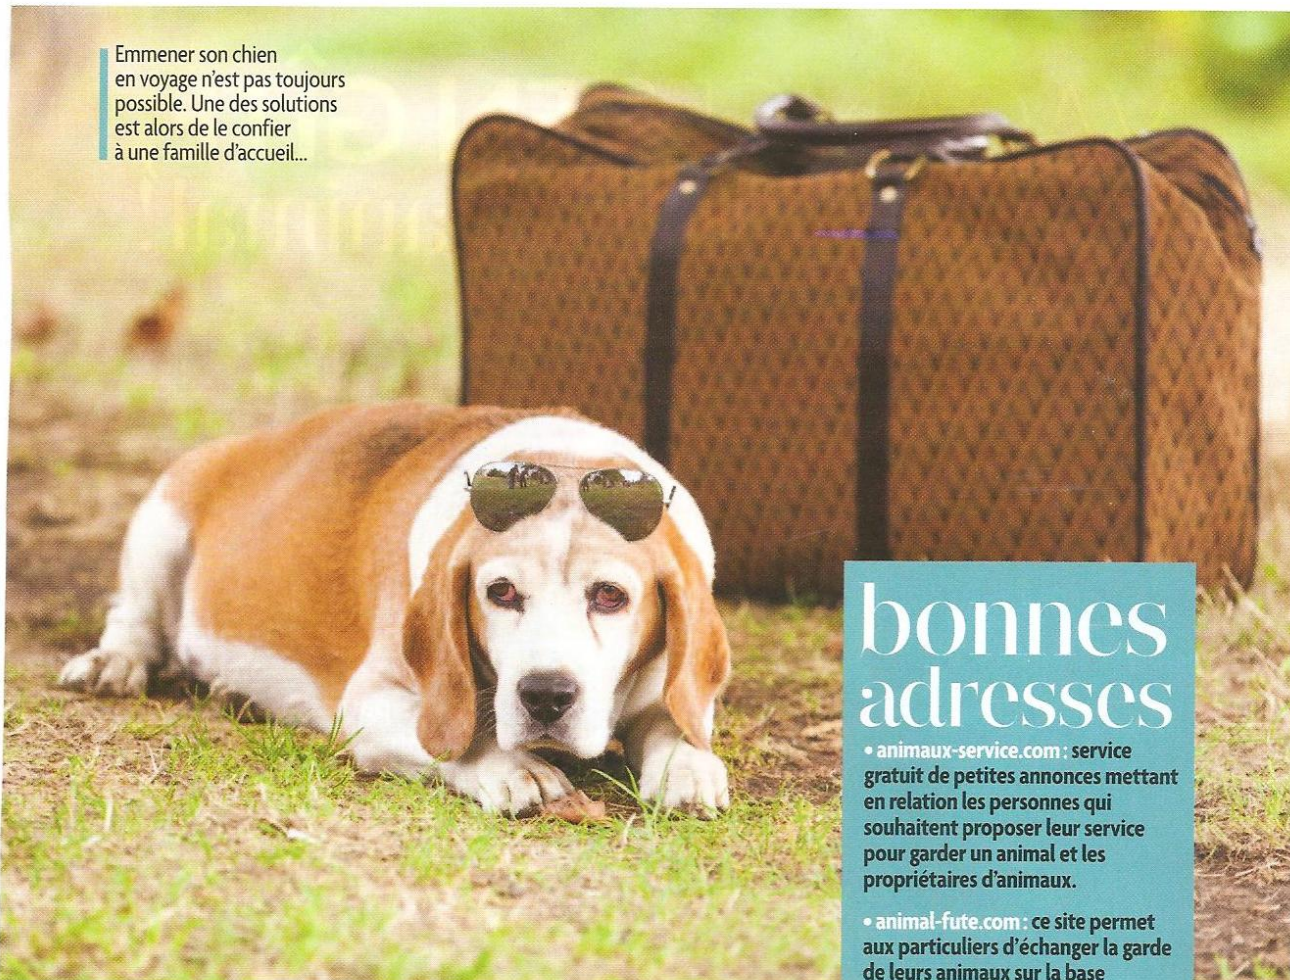 Emmener son chien
en voyage n'est pas toujours
possible. Une des solutions
est alors de le confier
à une famille d'accueil...
bonnes
adresses
• animaux-service.com : service
gratuit de petites annonces mettant
en relation les personnes qui
souhaitent proposer leur service
pour garder un animal et les
propriétaires d'animaux.
• animal-fute.com : ce site permet
aux particuliers d'échanger la garde
de leurs animaux sur la base